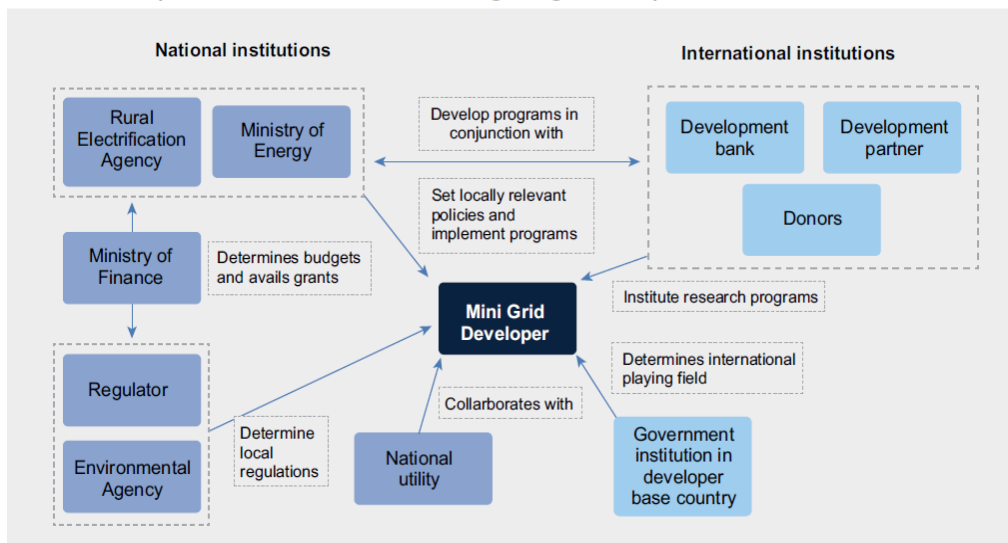 National institutions
International institutions
Rural
Electrification
Agency
Ministry of
Energy
Develop programs in
conjunction with
Development
bank
Development
partner
Donors
Set locally relevant
policies and
implement programs
Ministry of
Finance
Determines budgets
and avails grants
Mini Grid
Developer
Institute research programs
Regulator
Environmental
Agency
Determine
local
regulations
Collarborates with
National
utility
Determines international
playing field
Government
institution in
developer
base country